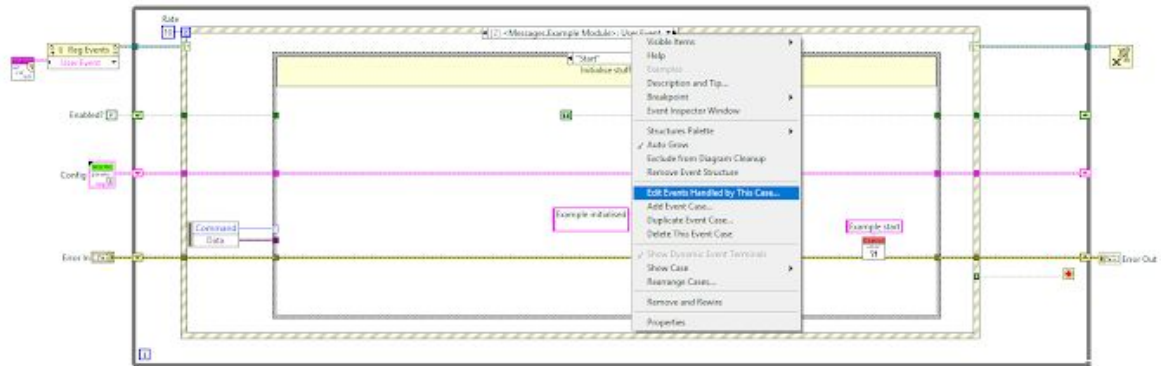 Rate
10
[2] <Messages.Example Module>: User Event
Reg Events
User Event
"Start"
Initialise stuff
Visible Items
Help
Examples
Description and Tip...
Breakpoint
Event Inspector Window
Structures Palette
Auto Grow
Exclude from Diagram Cleanup
Remove Event Structure
Edit Events Handled by This Case...
Add Event Case...
Duplicate Event Case...
Delete This Event Case
Show Dynamic Event Terminals
Show Case
Rearrange Cases...
Remove and Rewire
Properties
Enabled?
F
Config
Command
Data
Example initialised
Example start
Error In
Error Out
i